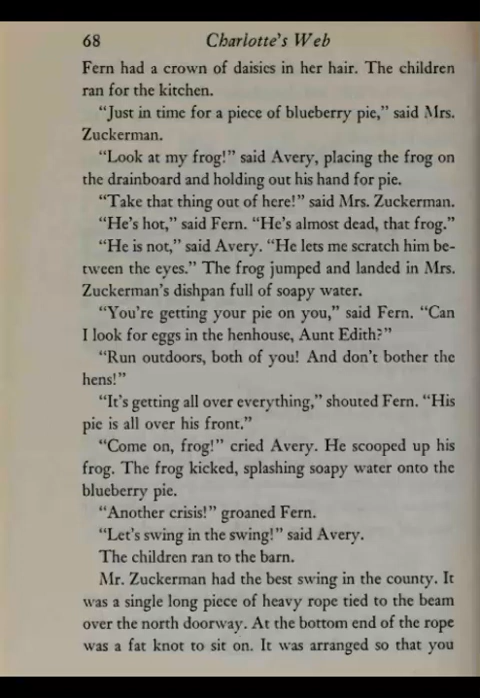 68 Charlotte's Web
Fern had a crown of daisies in her hair. The children
ran for the kitchen.
"Just in time for a piece of blueberry pie," said Mrs.
Zuckerman.
"Look at my frog!" said Avery, placing the frog on
the drainboard and holding out his hand for pie.
"Take that thing out of here!" said Mrs. Zuckerman.
"He's hot," said Fern. "He's almost dead, that frog."
"He is not," said Avery. "He lets me scratch him be-
tween the eyes." The frog jumped and landed in Mrs.
Zuckerman's dishpan full of soapy water.
"You're getting your pie on you," said Fern. "Can
I look for eggs in the henhouse, Aunt Edith?"
"Run outdoors, both of you! And don't bother the
hens!"
"It's getting all over everything," shouted Fern. "His
pie is all over his front."
"Come on, frog!" cried Avery. He scooped up his
frog. The frog kicked, splashing soapy water onto the
blueberry pie.
"Another crisis!" groaned Fern.
"Let's swing in the swing!" said Avery.
The children ran to the barn.
Mr. Zuckerman had the best swing in the county. It
was a single long piece of heavy rope tied to the beam
over the north doorway. At the bottom end of the rope
was a fat knot to sit on. It was arranged so that you